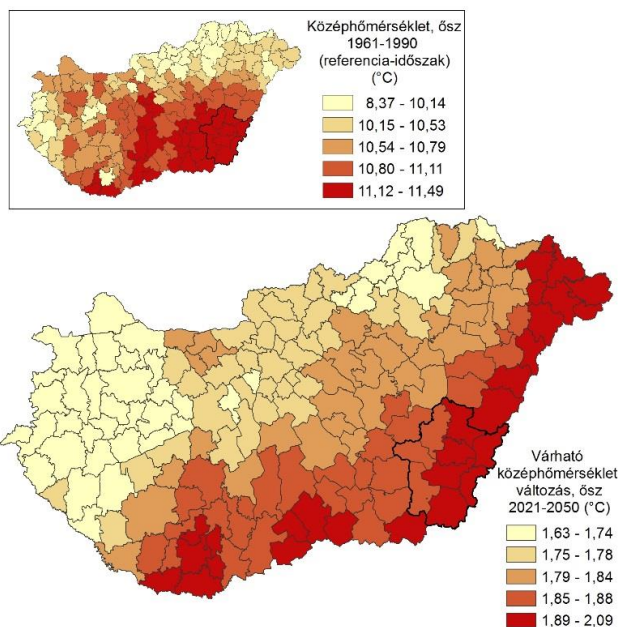 Középhőmérséklet, ősz
1961-1990
(referencia-időszak)
(°C)
8,37 - 10,14
10,15 - 10,53
10,54 - 10,79
10,80 - 11,11
11,12 - 11,49
Várható
középhőmérséklet
változás, ősz
2021-2050 (°C)
1,63 - 1,74
1,75 - 1,78
1,79 - 1,84
1,85 - 1,88
1,89 - 2,09